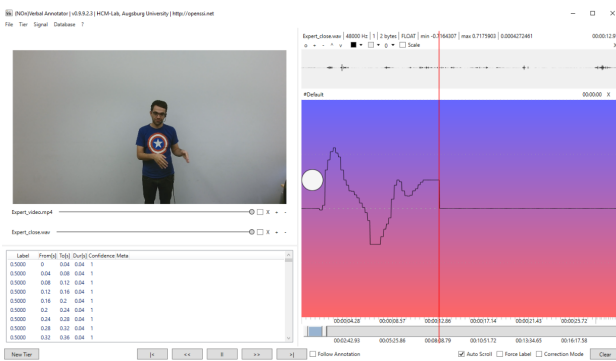 (NOn)Verbal Annotator | v0.9.9.2.3 | HCM-Lab, Augsburg University | http://openssi.net
File Tier Signal Database ?
Expert_close.wav | 48000 Hz | 1 | 2 bytes | FLOAT | min -0.7164307 | max 0.7175903 | 0.0004272461 00:00:12.9
Scale
#Default 00:00:00 X
Expert_video.mp4 X + -
Expert_close.wav X + -
Label From[s] To[s] Dur[s] Confidence Meta
0.5000 0 0.04 0.04 1
0.5000 0.04 0.08 0.04 1
0.5000 0.08 0.12 0.04 1
0.5000 0.12 0.16 0.04 1
0.5000 0.16 0.2 0.04 1
0.5000 0.2 0.24 0.04 1
0.5000 0.24 0.28 0.04 1
0.5000 0.28 0.32 0.04 1
0.5000 0.32 0.36 0.04 1
00:00:04.28 00:00:08.57 00:00:12.86 00:00:17.14 00:00:21.43 00:00:25.72
00:02:42.93 00:05:25.86 00:08:08.79 00:10:51.72 00:13:34.65 00:16:17.58
New Tier |> << II >> >| Follow Annotation Auto Scroll Force Label Correction Mode Clear